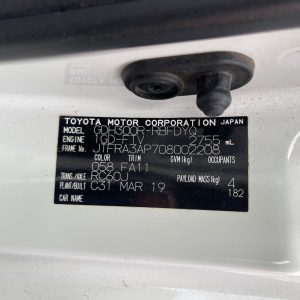 TOYOTA MOTOR CORPORATION JAPAN
MODEL GDH300R-RBFDYQ
ENGINE 1GD-FTV 2755 mL
FRAME No. JTFRA3AP708002208
COLOR TRIM GVM(kg) OCCUPANTS
058 FA11
TRANS./AXLE RC60J PAYLOAD MASS(kg) 4
PLANT/BUILT C31 MAR 19 182
CAR NAME